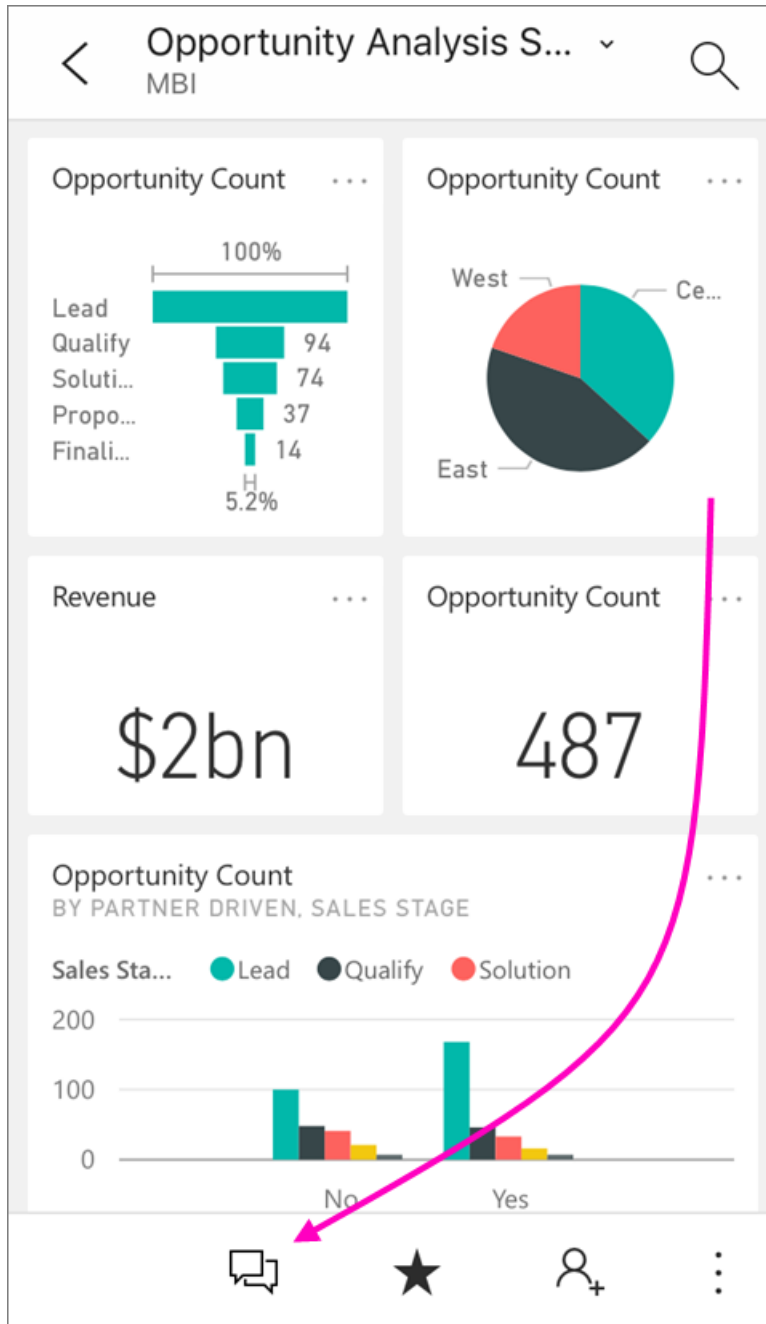 Opportunity Analysis S...
MBI
Opportunity Count
100%
Lead
Qualify 94
Soluti... 74
Propo... 37
Finali... 14
5.2%
Opportunity Count
West
Ce...
East
Revenue
$2bn
Opportunity Count
487
Opportunity Count
BY PARTNER DRIVEN, SALES STAGE
Sales Sta... Lead Qualify Solution
200
100
0
No Yes